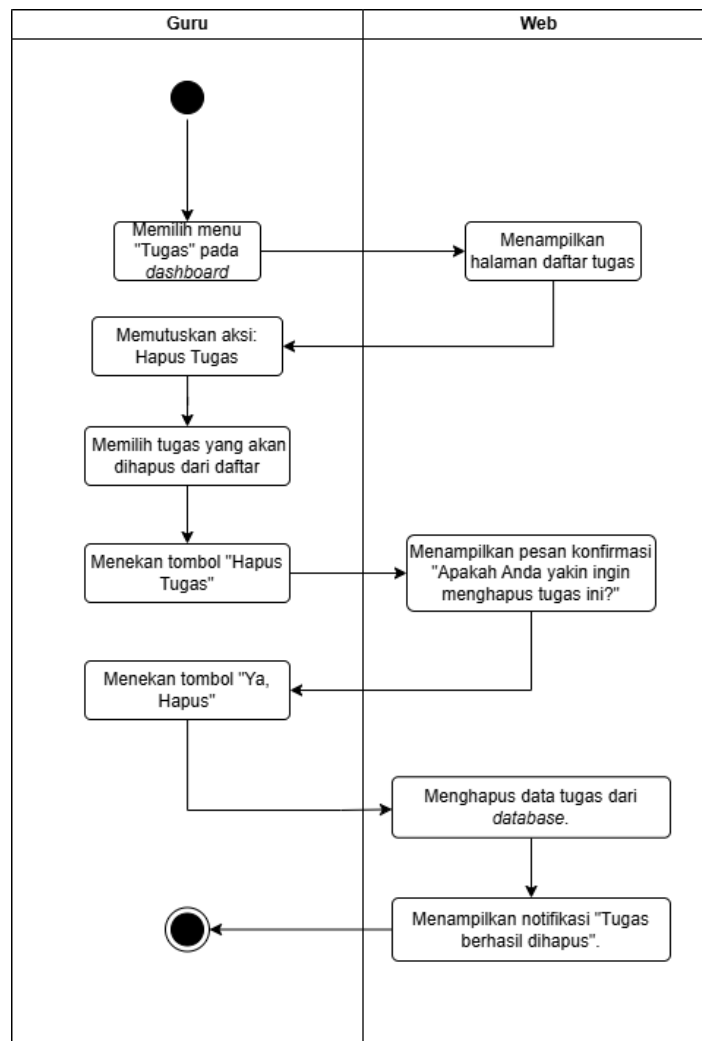 Guru
Web
Memilih menu
"Tugas" pada
dashboard
Menampilkan
halaman daftar tugas
Memutuskan aksi:
Hapus Tugas
Memilih tugas yang akan
dihapus dari daftar
Menekan tombol "Hapus
Tugas"
Menampilkan pesan konfirmasi
"Apakah Anda yakin ingin
menghapus tugas ini?"
Menekan tombol "Ya,
Hapus"
Menghapus data tugas dari
database.
Menampilkan notifikasi "Tugas
berhasil dihapus".